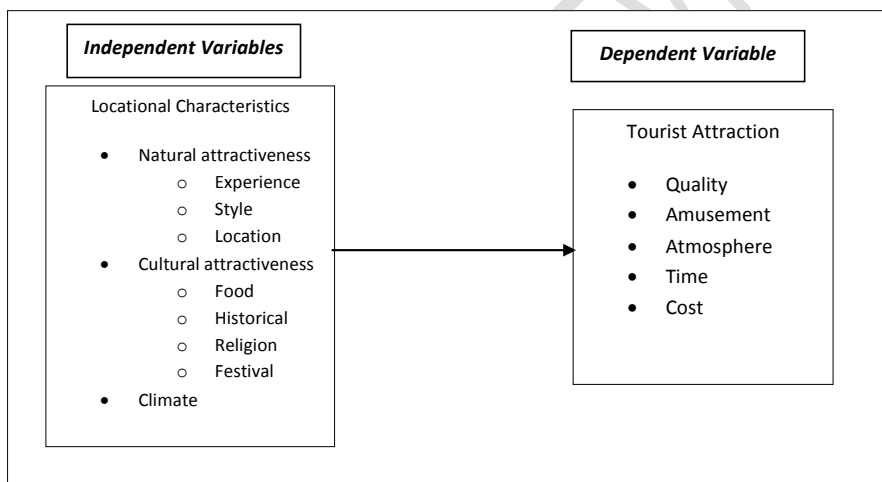 Independent Variables
Dependent Variable
Locational Characteristics
• Natural attractiveness
o Experience
o Style
o Location
• Cultural attractiveness
o Food
o Historical
o Religion
o Festival
• Climate
Tourist Attraction
• Quality
• Amusement
• Atmosphere
• Time
• Cost